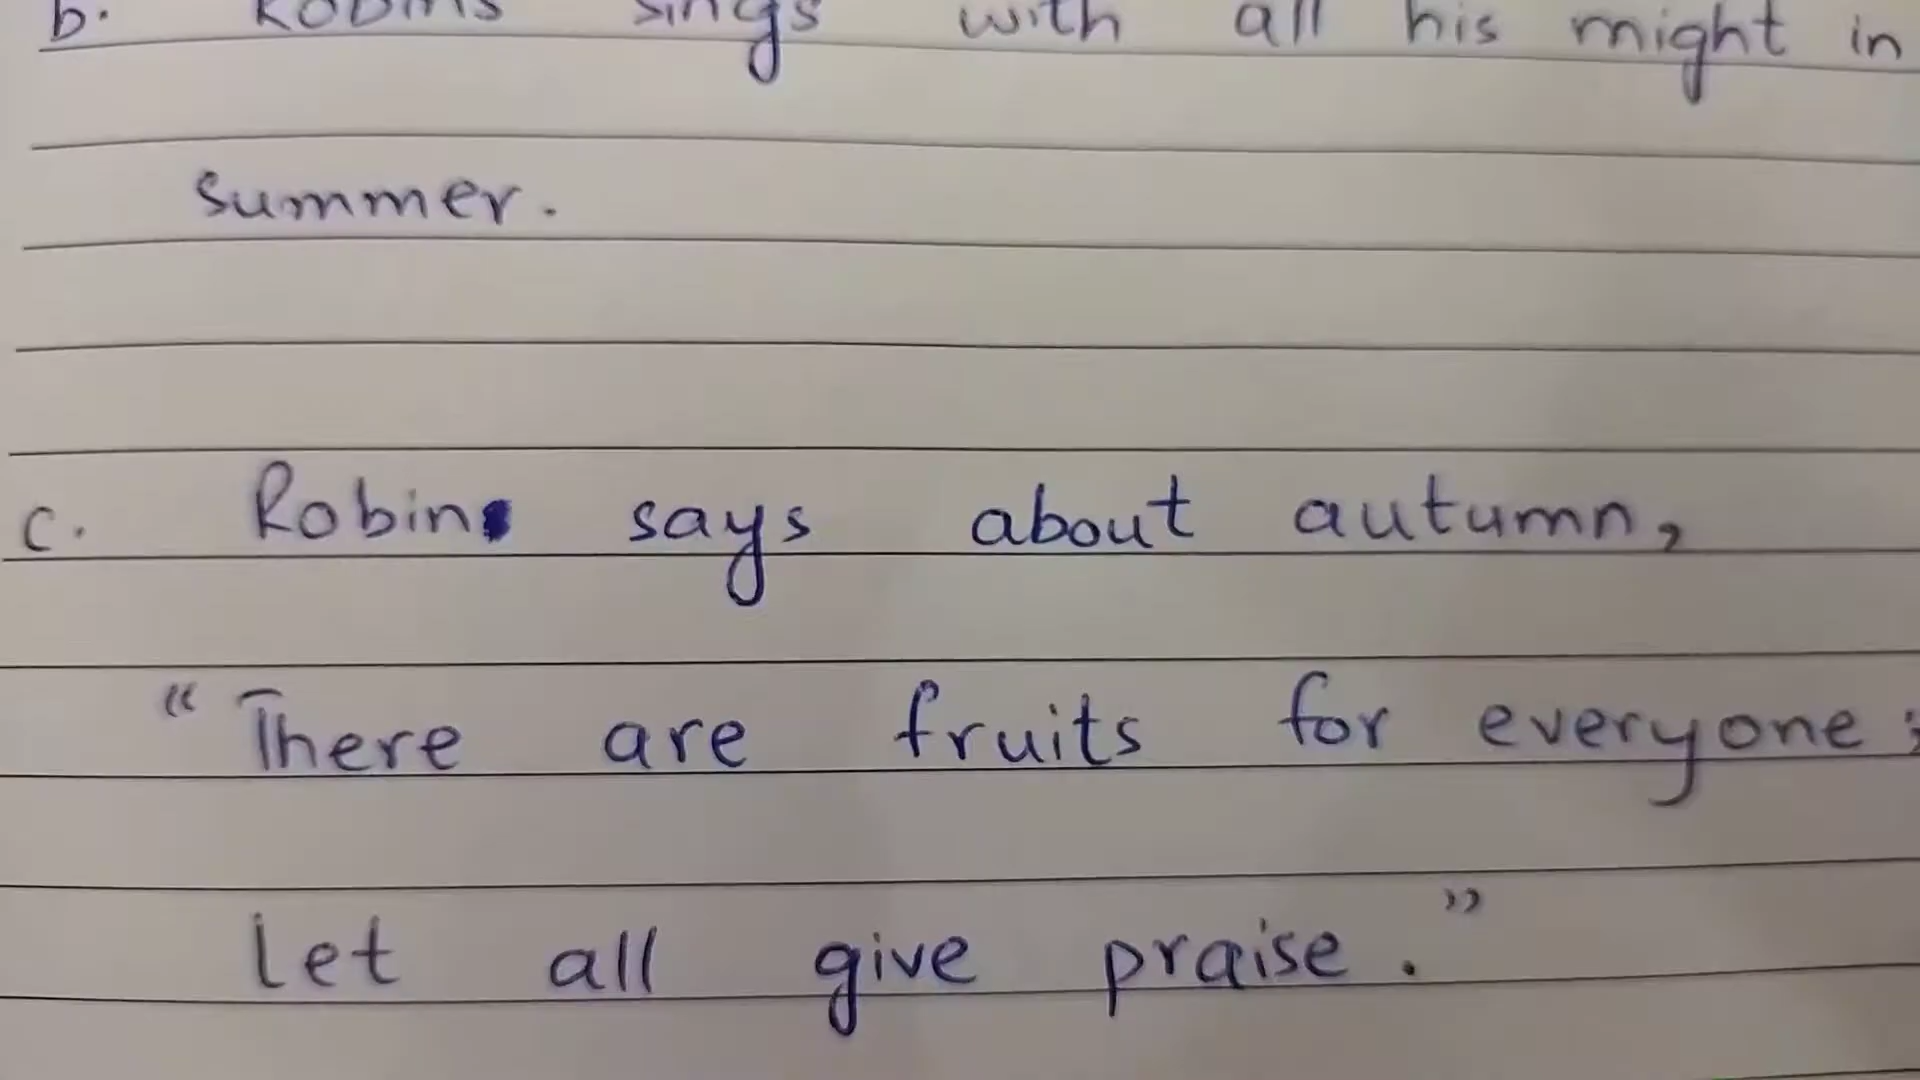 b. Robins sings with all his might in
summer.
c. Robin says about autumn,
"There are fruits for everyone;
let all give praise."